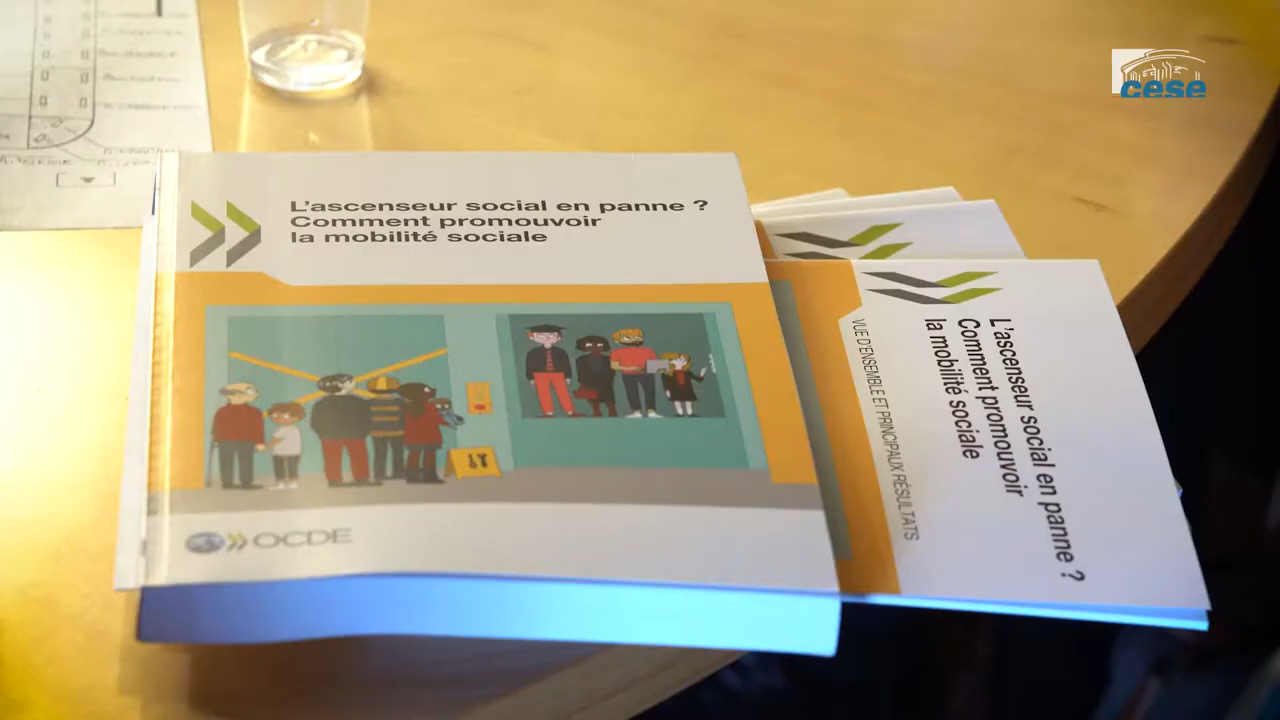 cese
L'ascenseur social en panne ?
Comment promouvoir
la mobilité sociale
OCDE
L'ascenseur social en panne ?
Comment promouvoir
la mobilité sociale
VUE D'ENSEMBLE ET PRINCIPAUX RÉSULTATS